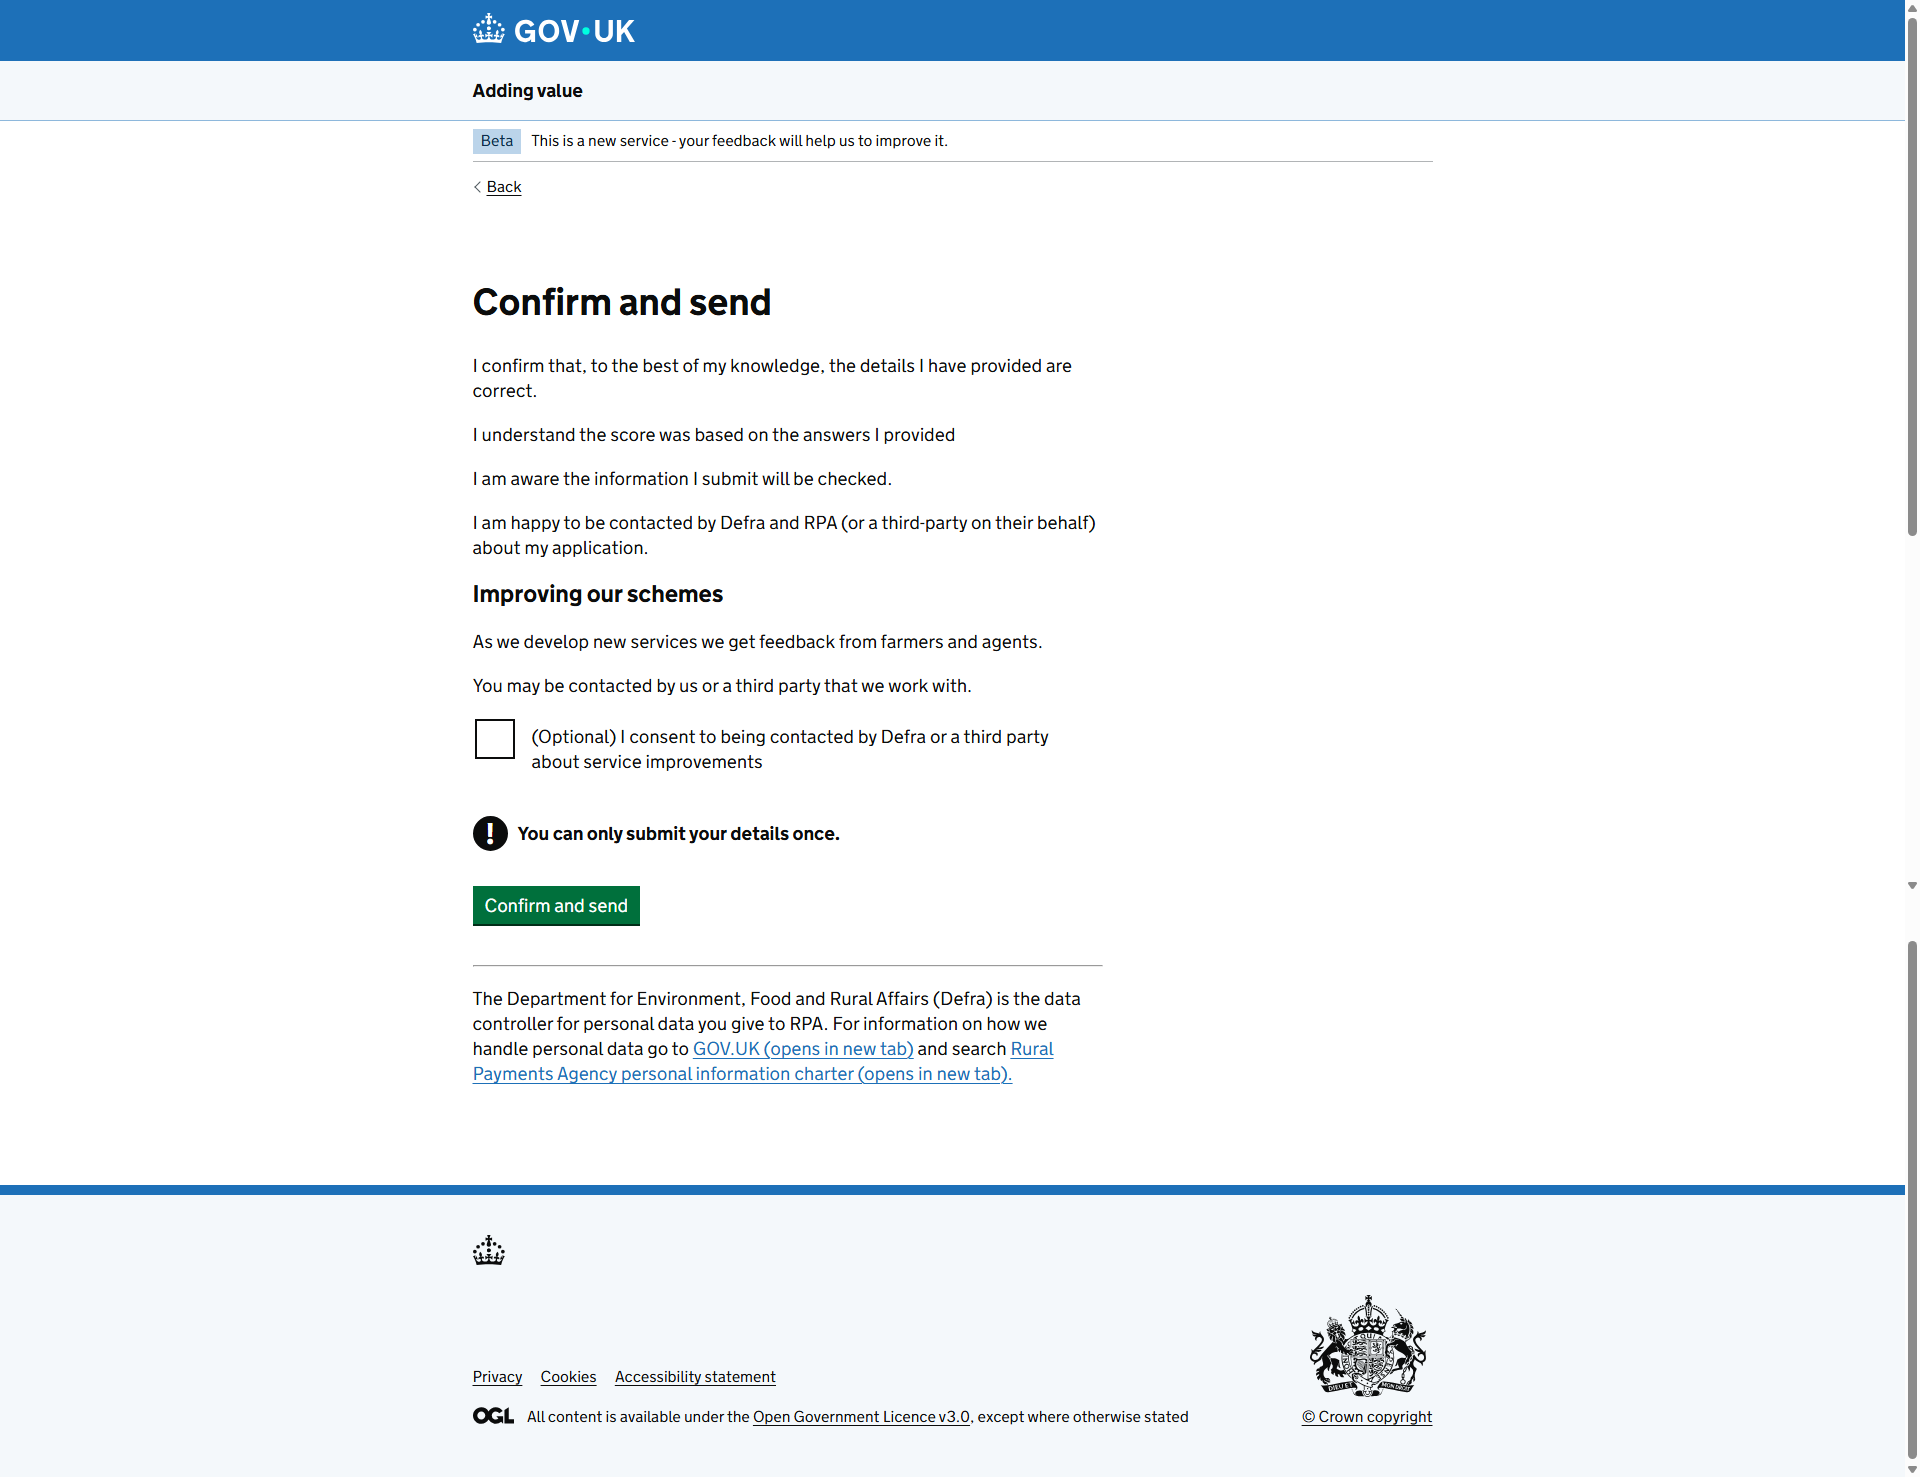 GOV·UK
Adding value
Beta This is a new service - your feedback will help us to improve it.
Back
Confirm and send
I confirm that, to the best of my knowledge, the details I have provided are
correct.
I understand the score was based on the answers I provided
I am aware the information I submit will be checked.
I am happy to be contacted by Defra and RPA (or a third-party on their behalf)
about my application.
Improving our schemes
As we develop new services we get feedback from farmers and agents.
You may be contacted by us or a third party that we work with.
(Optional) I consent to being contacted by Defra or a third party
about service improvements
! You can only submit your details once.
Confirm and send
The Department for Environment, Food and Rural Affairs (Defra) is the data
controller for personal data you give to RPA. For information on how we
handle personal data go to GOV.UK (opens in new tab) and search Rural
Payments Agency personal information charter (opens in new tab).
Privacy Cookies Accessibility statement
OGL All content is available under the Open Government Licence v3.0, except where otherwise stated
© Crown copyright